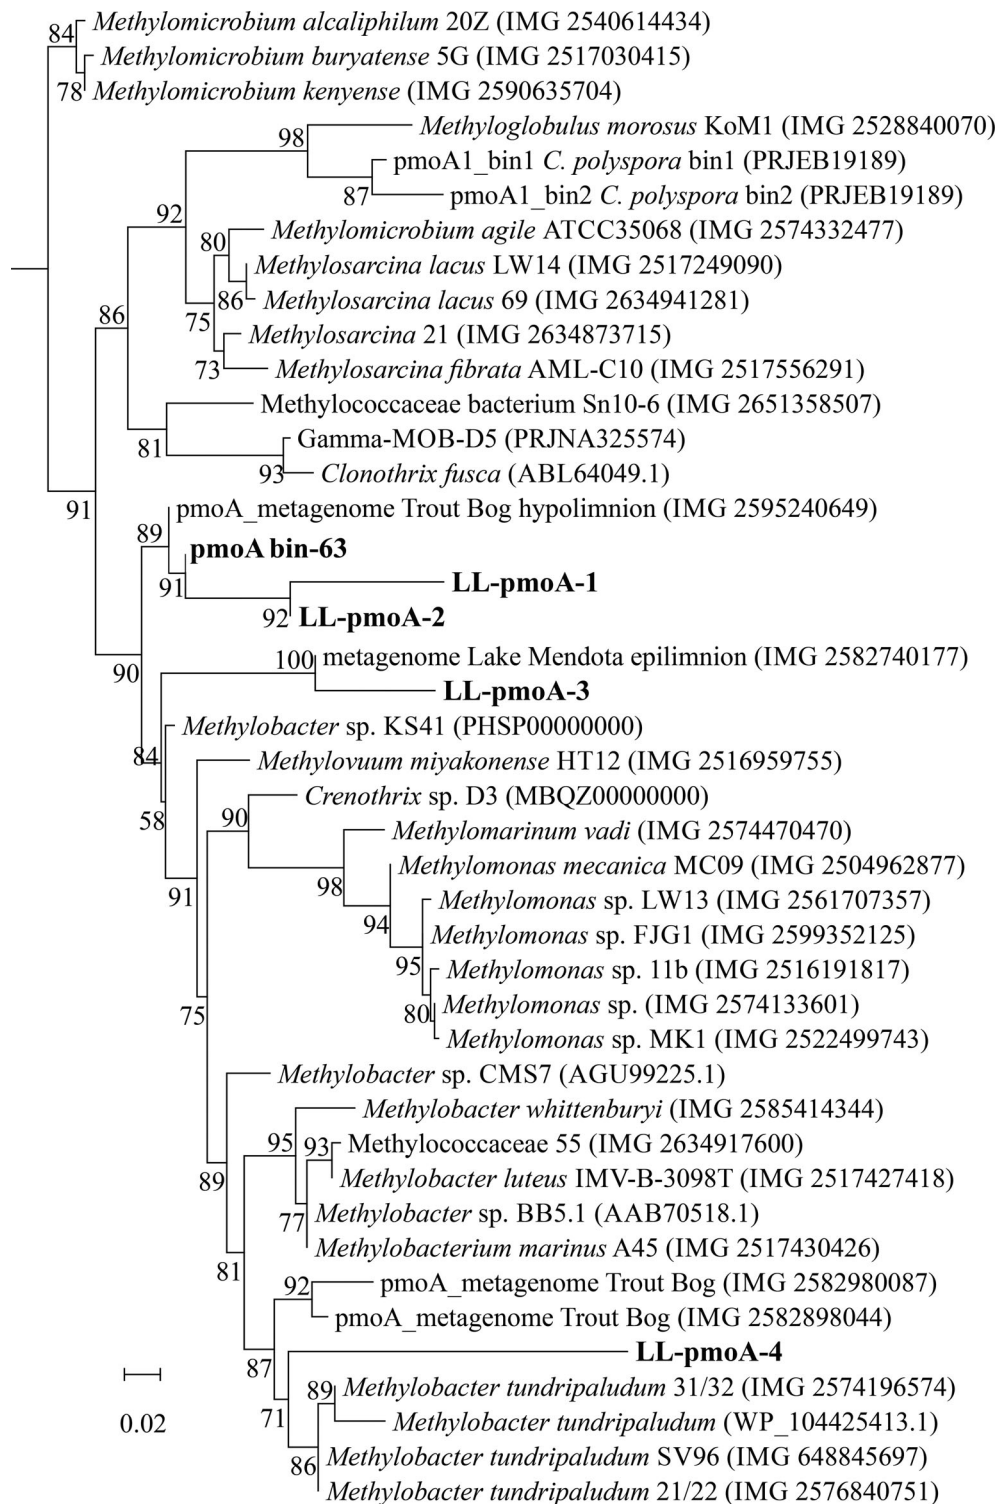 84 Methylomicrobium alcaliphilum 20Z (IMG 2540614434)
Methylomicrobium buryatense 5G (IMG 2517030415)
78 Methylomicrobium kenyense (IMG 2590635704)
98 Methyloglobulus morosus KoM1 (IMG 2528840070)
pmoA1_bin1 C. polyspora bin1 (PRJEB19189)
87 pmoA1_bin2 C. polyspora bin2 (PRJEB19189)
92
80 Methylomicrobium agile ATCC35068 (IMG 2574332477)
Methylosarcina lacus LW14 (IMG 2517249090)
86 Methylosarcina lacus 69 (IMG 2634941281)
86 75
Methylosarcina 21 (IMG 2634873715)
73 Methylosarcina fibrata AML-C10 (IMG 2517556291)
Methylococcaceae bacterium Sn10-6 (IMG 2651358507)
81 Gamma-MOB-D5 (PRJNA325574)
93 Clonothrix fusca (ABL64049.1)
91 pmoA_metagenome Trout Bog hypolimnion (IMG 2595240649)
89
pmoA bin-63
91 LL-pmoA-1
92 LL-pmoA-2
100 metagenome Lake Mendota epilimnion (IMG 2582740177)
90
LL-pmoA-3
Methylobacter sp. KS41 (PHSP00000000)
84 Methylovuum miyakonense HT12 (IMG 2516959755)
Crenothrix sp. D3 (MBQZ00000000)
58 90
Methylomarinum vadi (IMG 2574470470)
Methylomonas mecanica MC09 (IMG 2504962877)
91 98
Methylomonas sp. LW13 (IMG 2561707357)
94
Methylomonas sp. FJG1 (IMG 2599352125)
95 Methylomonas sp. 11b (IMG 2516191817)
75 80 Methylomonas sp. (IMG 2574133601)
Methylomonas sp. MK1 (IMG 2522499743)
Methylobacter sp. CMS7 (AGU99225.1)
Methylobacter whittenburyi (IMG 2585414344)
95 93 Methylococcaceae 55 (IMG 2634917600)
89 Methylobacter luteus IMV-B-3098T (IMG 2517427418)
77 Methylobacter sp. BB5.1 (AAB70518.1)
Methylobacterium marinus A45 (IMG 2517430426)
81
92 pmoA_metagenome Trout Bog (IMG 2582980087)
pmoA_metagenome Trout Bog (IMG 2582898044)
LL-pmoA-4
87
89 Methylobacter tundripaludum 31/32 (IMG 2574196574)
0.02 71 Methylobacter tundripaludum (WP_104425413.1)
86 Methylobacter tundripaludum SV96 (IMG 648845697)
Methylobacter tundripaludum 21/22 (IMG 2576840751)